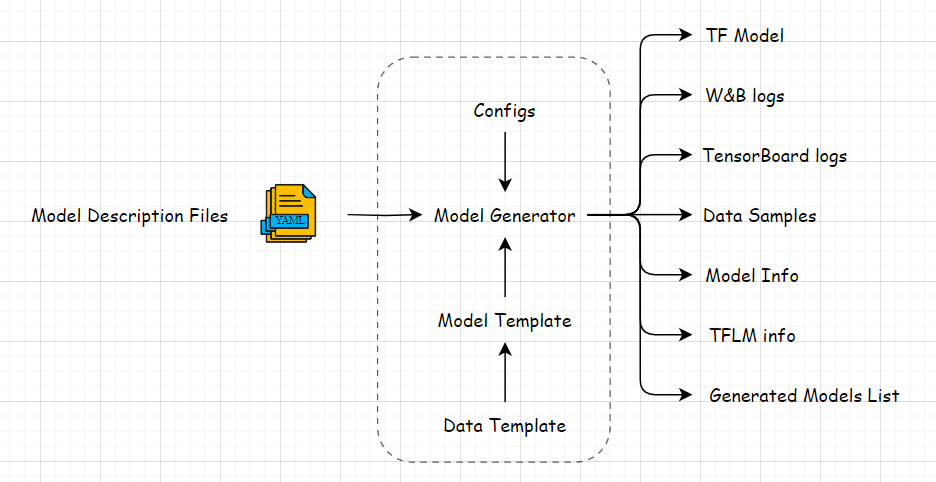 Model Description Files
YAML
Configs
Model Generator
Model Template
Data Template
TF Model
W&B logs
TensorBoard logs
Data Samples
Model Info
TFLM info
Generated Models List